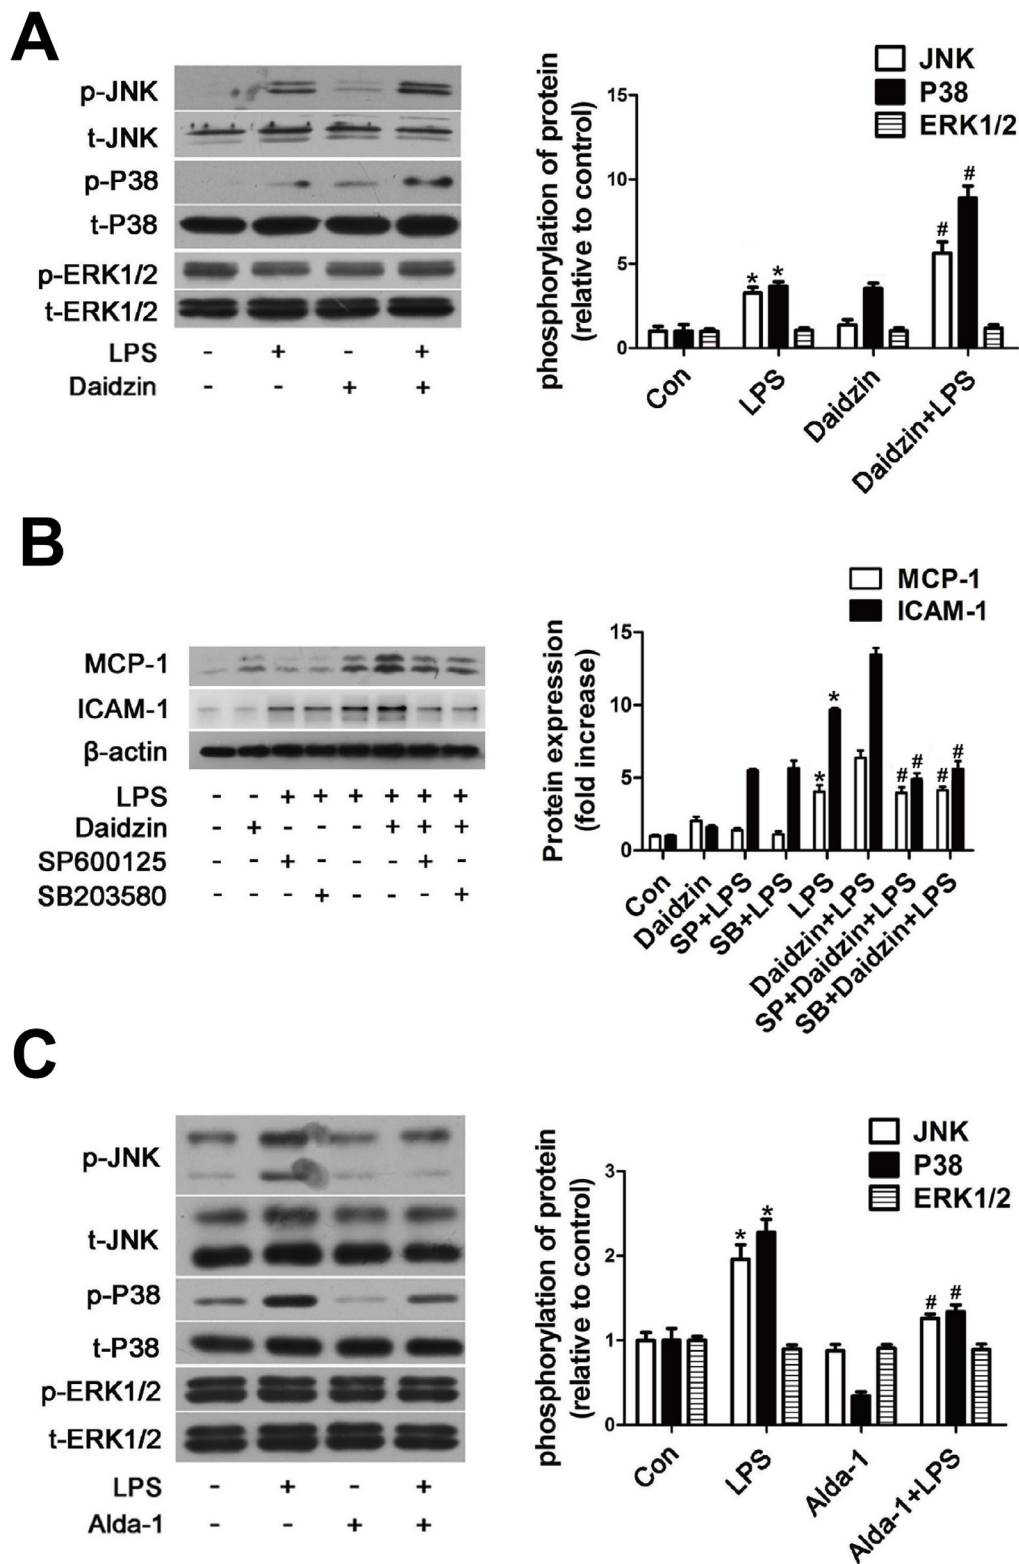 A
p-JNK
t-JNK
p-P38
t-P38
p-ERK1/2
t-ERK1/2
LPS - + - +
Daidzin - - + +
phosphorylation of protein
(relative to control)
JNK
P38
ERK1/2
15
10
5
0
* *
# #
Con
LPS
Daidzin
Daidzin+LPS
B
MCP-1
ICAM-1
β-actin
LPS - - + + + + + +
Daidzin - + - - - + + +
SP600125 - - + - - - + -
SB203580 - - - + - - - +
Protein expression
(fold increase)
MCP-1
ICAM-1
15
10
5
0
* *
# # # #
Con
Daidzin
SP+LPS
SB+LPS
LPS
Daidzin+LPS
SP+Daidzin+LPS
SB+Daidzin+LPS
C
p-JNK
t-JNK
p-P38
t-P38
p-ERK1/2
t-ERK1/2
LPS - + - +
Alda-1 - - + +
phosphorylation of protein
(relative to control)
JNK
P38
ERK1/2
3
2
1
0
* *
# #
Con
LPS
Alda-1
Alda-1+LPS